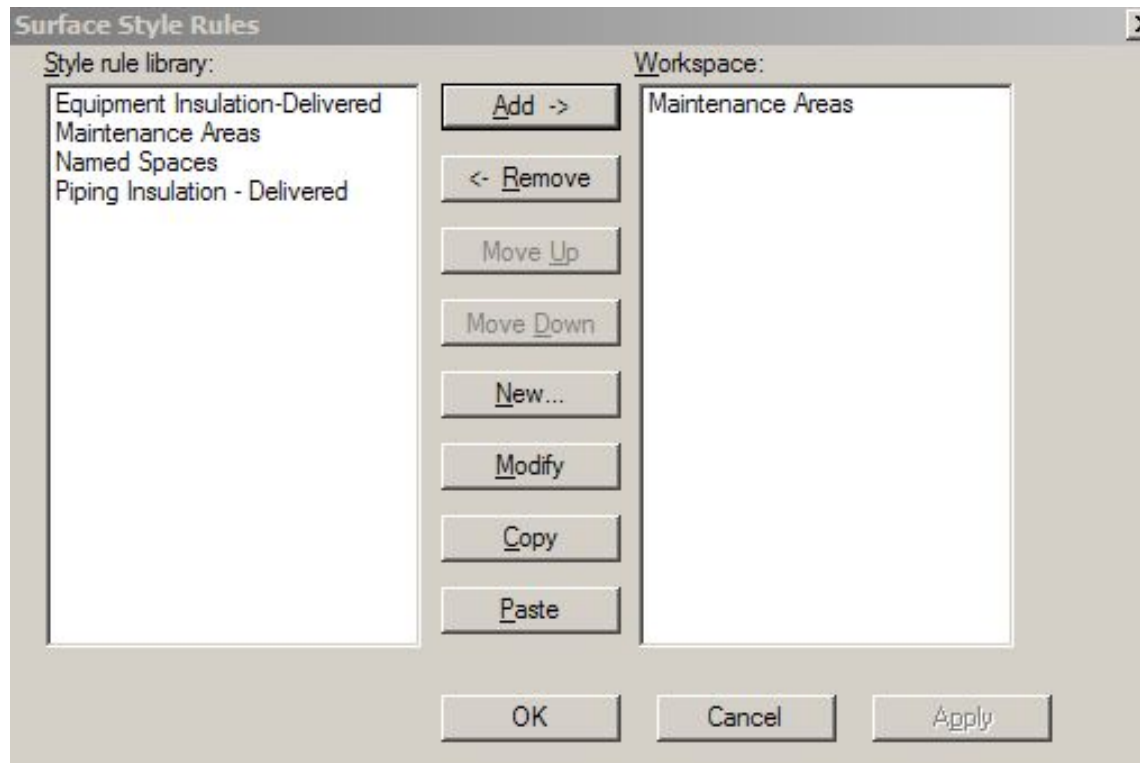 Surface Style Rules
Style rule library:
Workspace:
Equipment Insulation-Delivered
Maintenance Areas
Named Spaces
Piping Insulation - Delivered
Add ->
<- Remove
Move Up
Move Down
New...
Modify
Copy
Paste
Maintenance Areas
OK
Cancel
Apply